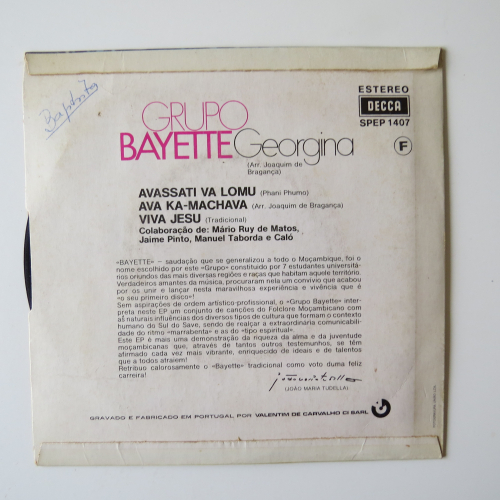 Baptista
ESTEREO
DECCA
SPEP 1407
F
GRUPO
BAYETTE Georgina
(Arr. Joaquim de
Bragança)
AVASSATI VA LOMU (Phani Phumo)
AVA KA-MACHAVA (Arr. Joaquim de Bragança)
VIVA JESU (Tradicional)
Colaboração de: Mário Ruy de Matos,
Jaime Pinto, Manuel Taborda e Caló
«BAYETTE» — saudação que se generalizou a todo o Moçambique, foi o
nome escolhido por este «Grupo» constituído por 7 estudantes universitá-
rios oriundos das mais diversas regiões e raças que habitam aquele território.
Verdadeiros amantes da música, procuraram nela um convívio que acabou
por os unir e lançar nesta maravilhosa experiência e vivência que é
«o seu primeiro disco»!
Sem aspirações de ordem artístico-profissional, o «Grupo Bayette» inter-
preta neste EP um conjunto de canções do Folclore Moçambicano com
as naturais influências dos diversos tipos de cultura que formam o contexto
humano de Sul do Save, sendo de realçar a extraordinária comunicabili-
dade do ritmo «marrabenta» e as do «tipo espiritual».
Este EP é mais uma demonstração da riqueza da alma e da juventude
moçambicanas que, através de tantos outros testemunhos, se têm
afirmado cada vez mais vibrante, enriquecido de ideais e de talentos
que a todos atraiem!
Retribuo calorosamente o «Bayette» tradicional como voto duma feliz
carreira!
(JOÃO MARIA TUDELLA)
GRAVADO E FABRICADO EM PORTUGAL POR VALENTIM DE CARVALHO CI SARL